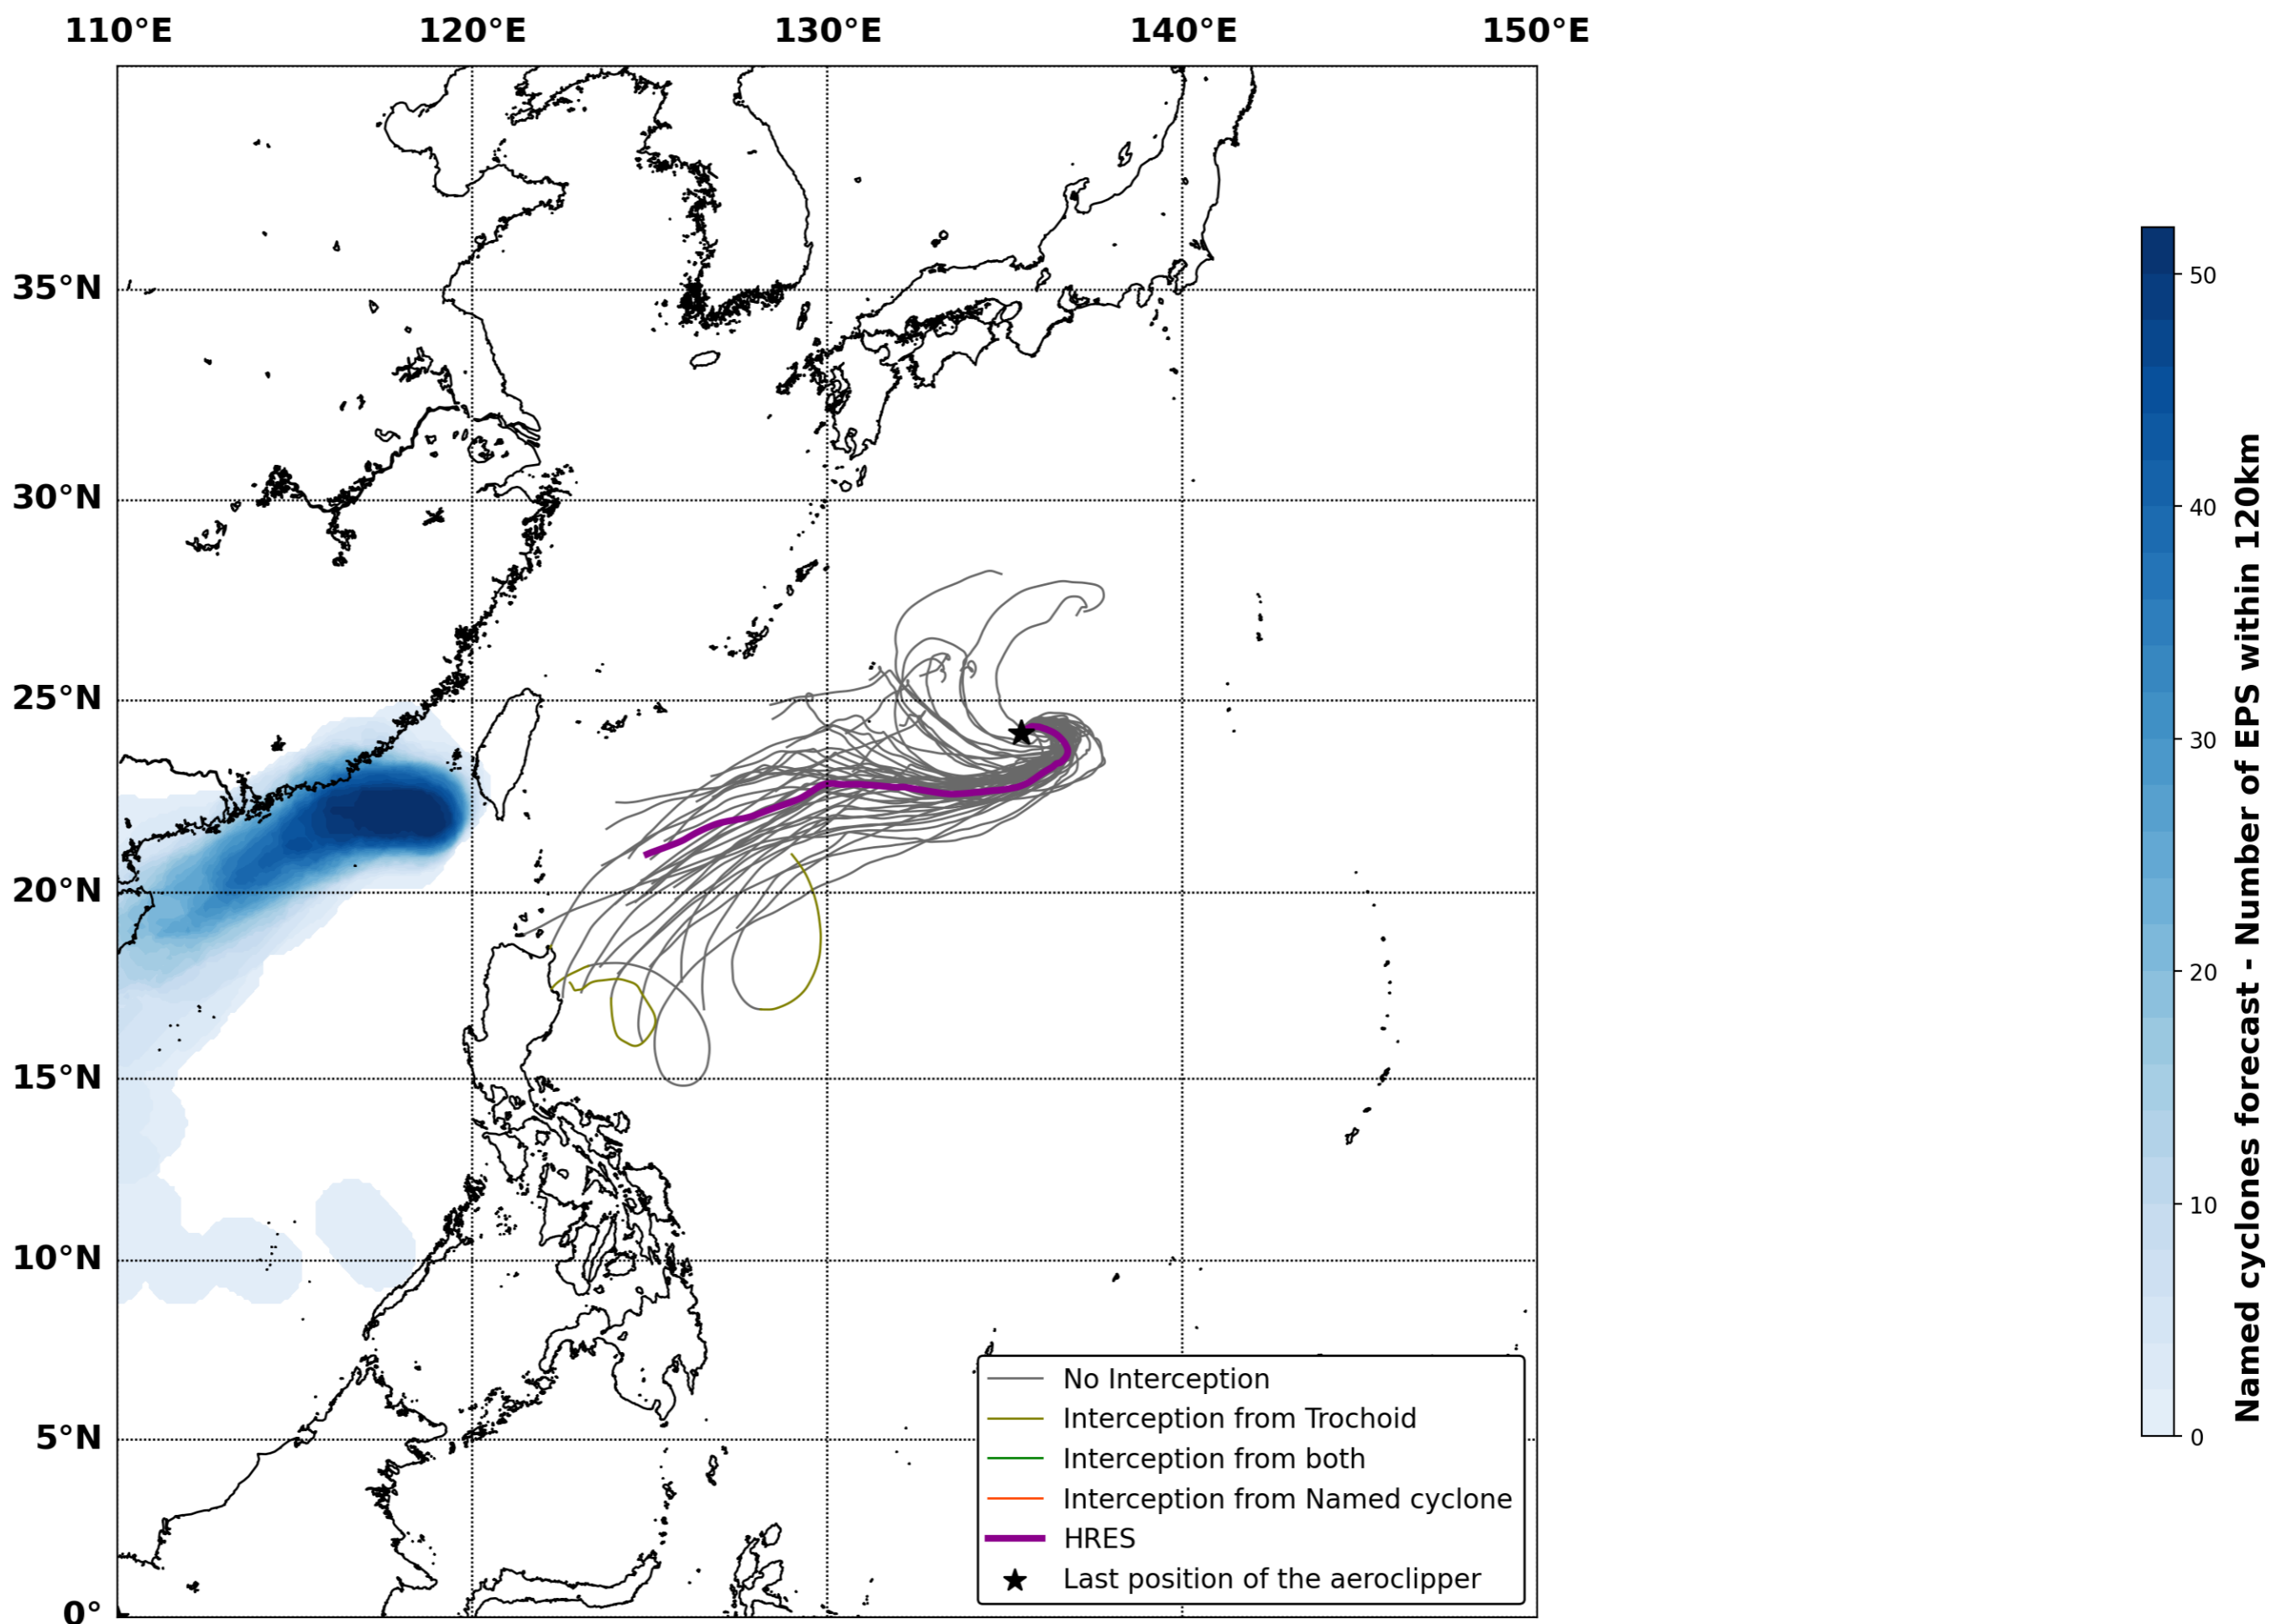 110°E 120°E 130°E 140°E 150°E
35°N
30°N
25°N
20°N
15°N
10°N
5°N
0°
No Interception
Interception from Trochoid
Interception from both
Interception from Named cyclone
HRES
Last position of the aeroclipper
50
40
30
20
10
0
Named cyclones forecast - Number of EPS within 120km